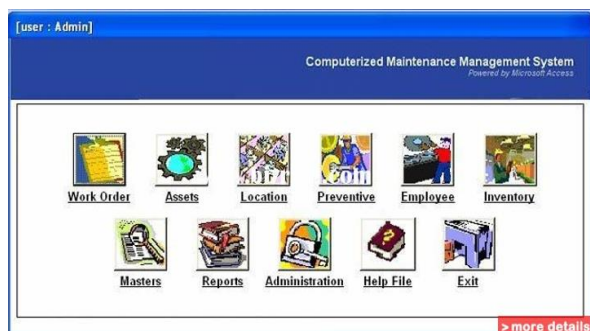 [user : Admin]
Computerized Maintenance Management System
Powered by Microsoft Access
Work Order Assets Location Preventive Employee Inventory
Masters Reports Administration Help File Exit
> more details